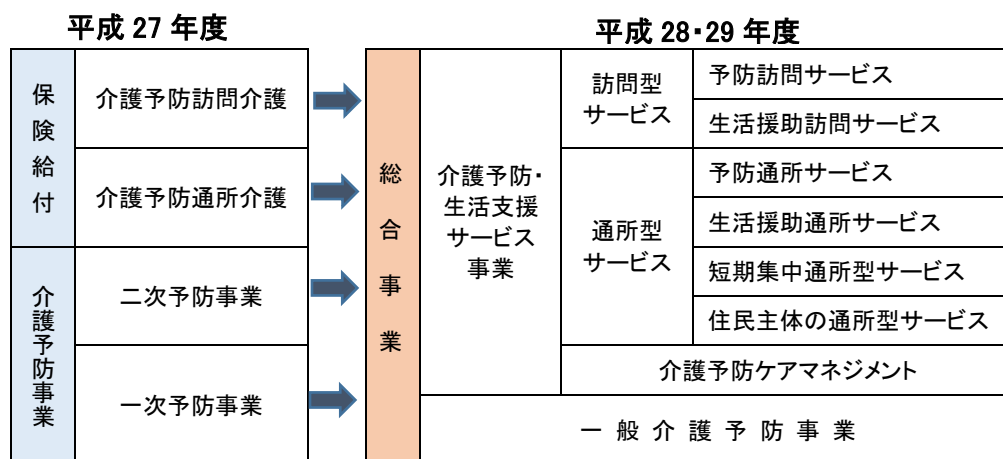 平成 27 年度
保険給付
介護予防訪問介護
介護予防通所介護
介護予防事業
二次予防事業
一次予防事業
平成 28・29 年度
総合事業
介護予防・
生活支援
サービス
事業
訪問型
サービス
予防訪問サービス
生活援助訪問サービス
通所型
サービス
予防通所サービス
生活援助通所サービス
短期集中通所型サービス
住民主体の通所型サービス
介護予防ケアマネジメント
一 般 介 護 予 防 事 業